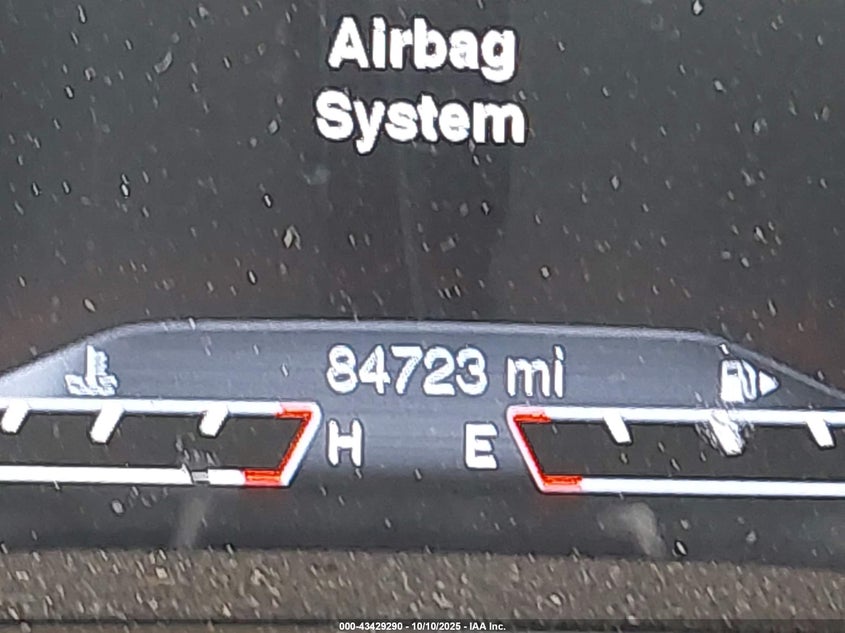 Airbag
System
84723 mi
H E
000-43429290 - 10/10/2025 - IAA Inc.